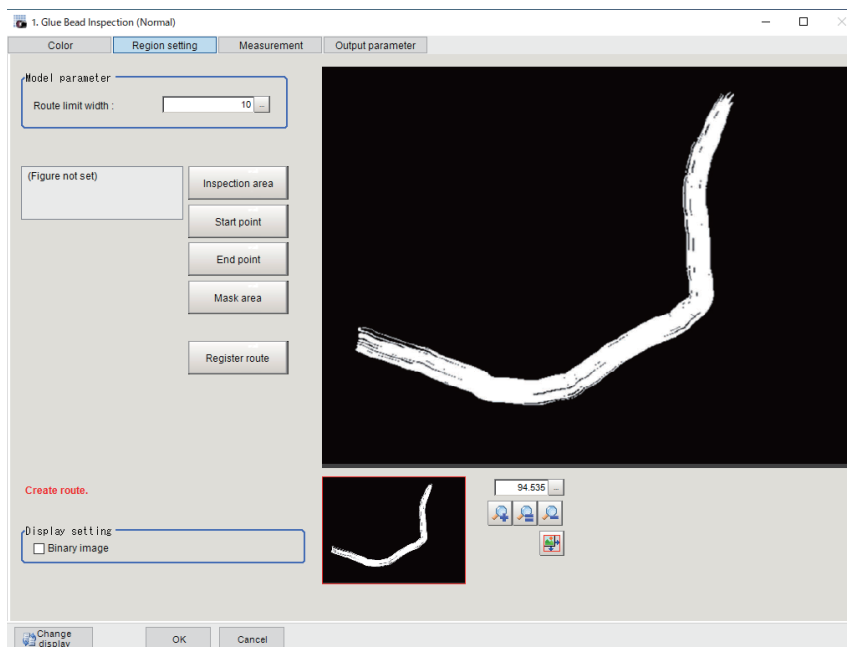 1. Glue Bead Inspection (Normal)
Color
Region setting
Measurement
Output parameter
Model parameter
Route limit width :
10
...
(Figure not set)
Inspection area
Start point
End point
Mask area
Register route
Create route.
94.535
...
Display setting
Binary image
Change
display
OK
Cancel